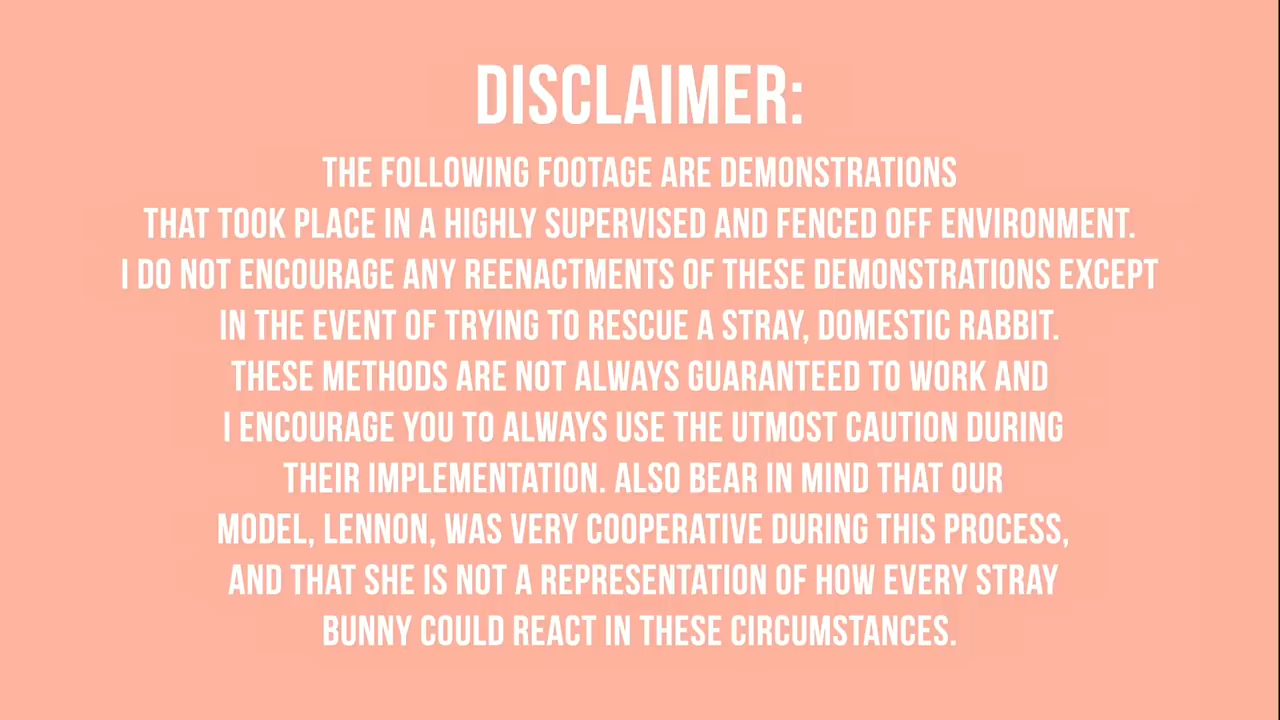 DISCLAIMER:
THE FOLLOWING FOOTAGE ARE DEMONSTRATIONS
THAT TOOK PLACE IN A HIGHLY SUPERVISED AND FENCED OFF ENVIRONMENT.
I DO NOT ENCOURAGE ANY REENACTMENTS OF THESE DEMONSTRATIONS EXCEPT
IN THE EVENT OF TRYING TO RESCUE A STRAY, DOMESTIC RABBIT.
THESE METHODS ARE NOT ALWAYS GUARANTEED TO WORK AND
I ENCOURAGE YOU TO ALWAYS USE THE UTMOST CAUTION DURING
THEIR IMPLEMENTATION. ALSO BEAR IN MIND THAT OUR
MODEL, LENNON, WAS VERY COOPERATIVE DURING THIS PROCESS,
AND THAT SHE IS NOT A REPRESENTATION OF HOW EVERY STRAY
BUNNY COULD REACT IN THESE CIRCUMSTANCES.